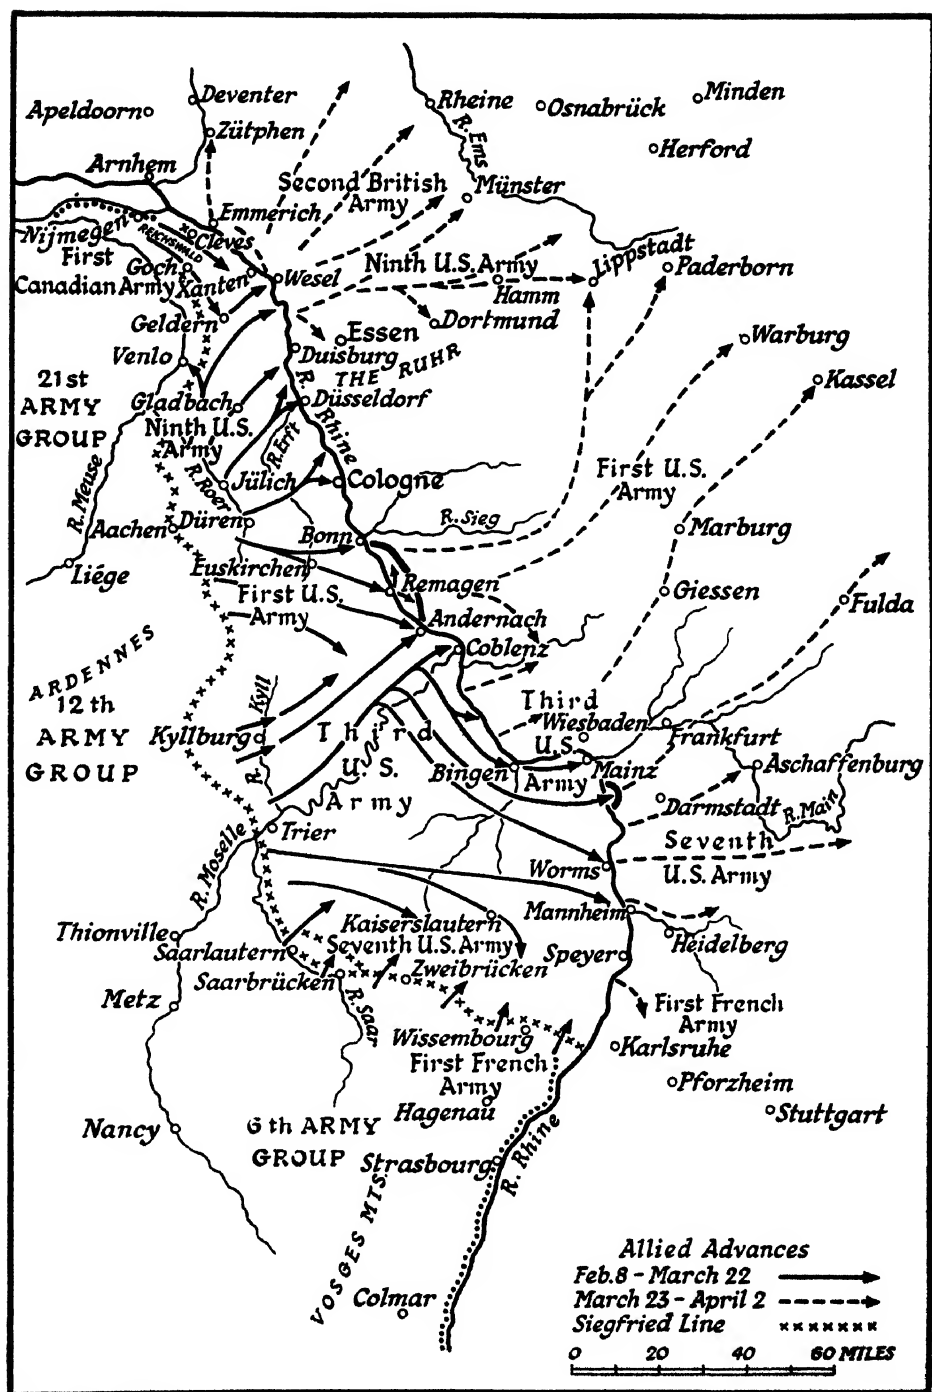 Deventer
Apeldoorn
Rheine
Osnabrück
Minden
Zütphen
R. Ems
Herford
Arnhem
Second British
Army
Münster
Emmerich
Nijmegen
REICHSWALD
Cleves
First
Canadian Army
Goch
Xanten
Wesel
Ninth U.S. Army
Lippstadt
Paderborn
Hamm
Geldern
Essen
Dortmund
Venlo
Duisburg
THE RUHR
Warburg
21st
ARMY
GROUP
Gladbach
Düsseldorf
Kassel
Ninth U.S.
Army
R. Erft
R. Rhine
R. Meuse
R. Roer
Jülich
Cologne
First U.S.
Army
Aachen
Düren
Bonn
R. Sieg
Marburg
Liége
Euskirchen
Remagen
Giessen
Fulda
First U.S.
Army
Andernach
Coblenz
ARDENNES
12th
ARMY
GROUP
R. Kyll
Kyllburg
Third
U.S.
Army
Third
U.S.
Army
Wiesbaden
Frankfurt
Bingen
Mainz
Aschaffenburg
Darmstadt
R. Main
Trier
R. Moselle
Worms
Seventh
U.S. Army
Thionville
Kaiserslautern
Mannheim
Saarlautern
Seventh U.S. Army
Heidelberg
Saarbrücken
Zweibrücken
Speyer
Metz
R. Saar
First French
Army
Wissembourg
Karlsruhe
First French
Army
Pforzheim
Hagenau
Stuttgart
Nancy
6th ARMY
GROUP
Strasbourg
R. Rhine
VOSGES MTS.
Colmar
Allied Advances
Feb. 8 - March 22
March 23 - April 2
Siegfried Line
0 20 40 60 MILES